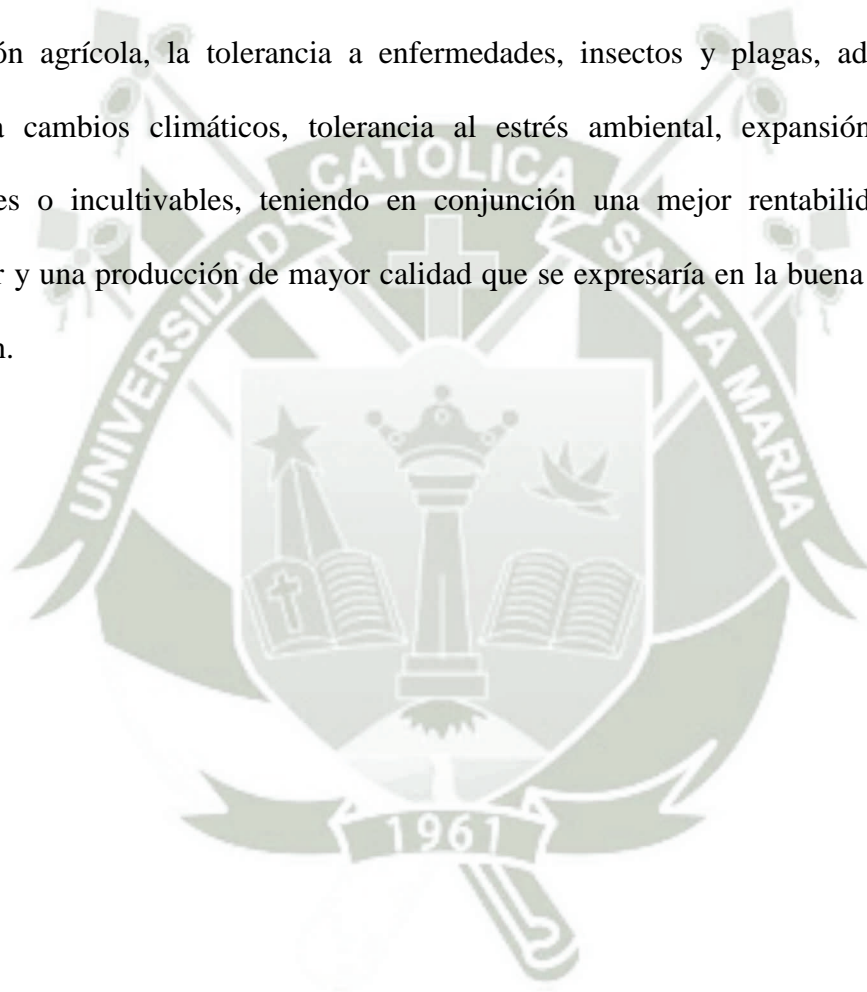 ón agrícola, la tolerancia a enfermedades, insectos y plagas, ad
a cambios climáticos, tolerancia al estrés ambiental, expansión
es o incultivables, teniendo en conjunción una mejor rentabilid
r y una producción de mayor calidad que se expresaría en la buena
n.
UNIVERSIDAD CATOLICA SANTA MARIA
1961